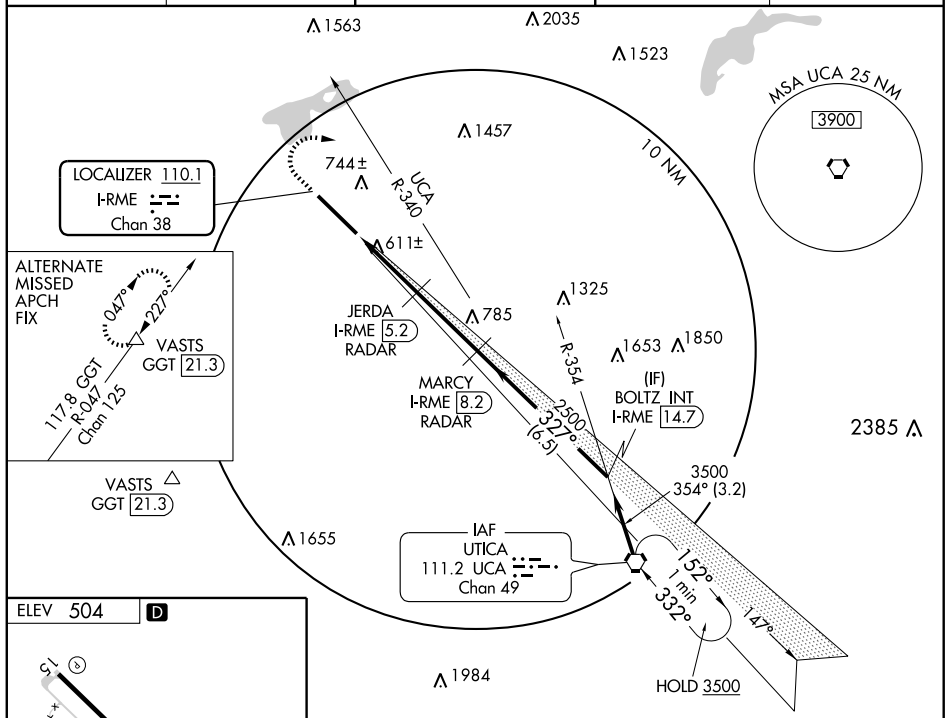 1563
2035
1523
MSA UCA 25 NM
3900
1457
10 NM
744±
UCA
R-340
LOCALIZER 110.1
I-RME
Chan 38
611±
ALTERNATE
MISSED
APCH
FIX
047°
227°
VASTS
GGT 21.3
117.8 GGT
R-047
Chan 125
JERDA
I-RME 5.2
RADAR
785
1325
R-354
1653
1850
MARCY
I-RME 8.2
RADAR
(IF)
BOLTZ INT
I-RME 14.7
2500
327°
(6.5)
2385
3500
354° (3.2)
VASTS
GGT 21.3
1655
IAF
UTICA
111.2 UCA
Chan 49
152°
1 min
332°
147°
HOLD 3500
1984
ELEV 504
D
15
P